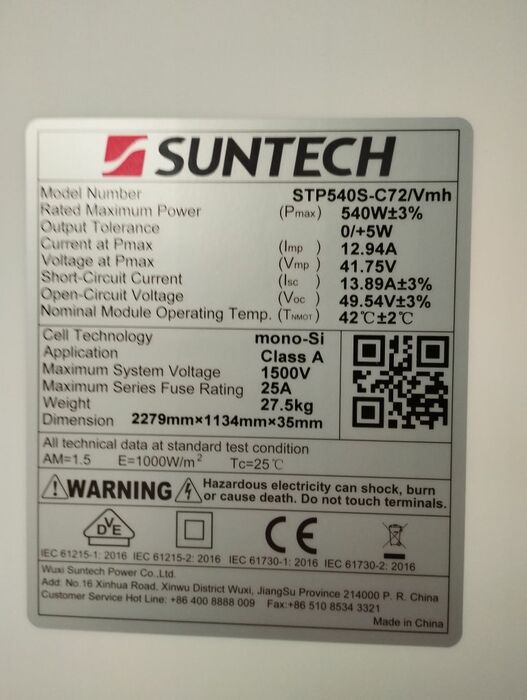 SUNTECH
Model Number STP540S-C72/Vmh
Rated Maximum Power (Pmax) 540W±3%
Output Tolerance 0/+5W
Current at Pmax (Imp) 12.94A
Voltage at Pmax (Vmp) 41.75V
Short-Circuit Current (Isc) 13.89A±3%
Open-Circuit Voltage (Voc) 49.54V±3%
Nominal Module Operating Temp. (TNMOT) 42℃±2℃
Cell Technology mono-Si
Application Class A
Maximum System Voltage 1500V
Maximum Series Fuse Rating 25A
Weight 27.5kg
Dimension 2279mm×1134mm×35mm
All technical data at standard test condition
AM=1.5 E=1000W/m² Tc=25℃
WARNING Hazardous electricity can shock, burn
or cause death. Do not touch terminals.
DVE CE
IEC 61215-1: 2016 IEC 61215-2: 2016 IEC 61730-1: 2016 IEC 61730-2: 2016
Wuxi Suntech Power Co.,Ltd.
Add: No.16 Xinhua Road, Xinwu District Wuxi, JiangSu Province 214000 P. R. China
Customer Service Hot Line: +86 400 8888 009 Fax:+86 510 8534 3321
Made in China